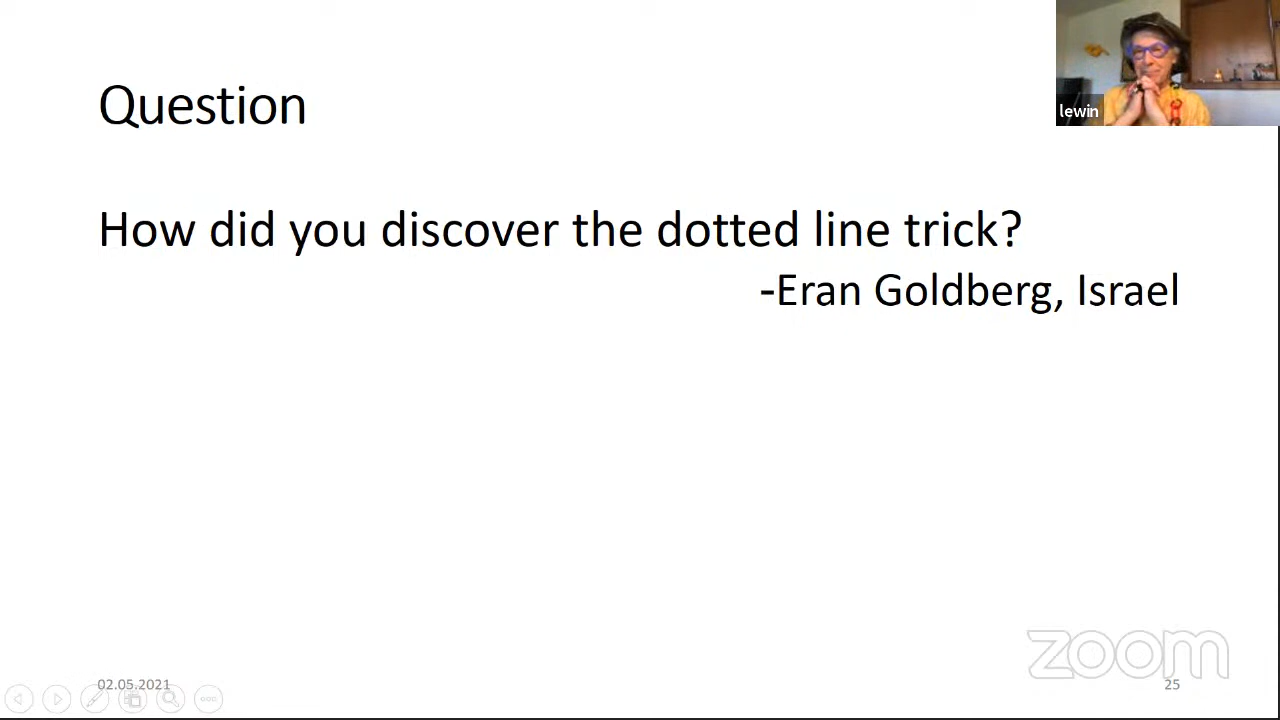 Question
lewin
How did you discover the dotted line trick?
-Eran Goldberg, Israel
zoom
02.05.2021
25